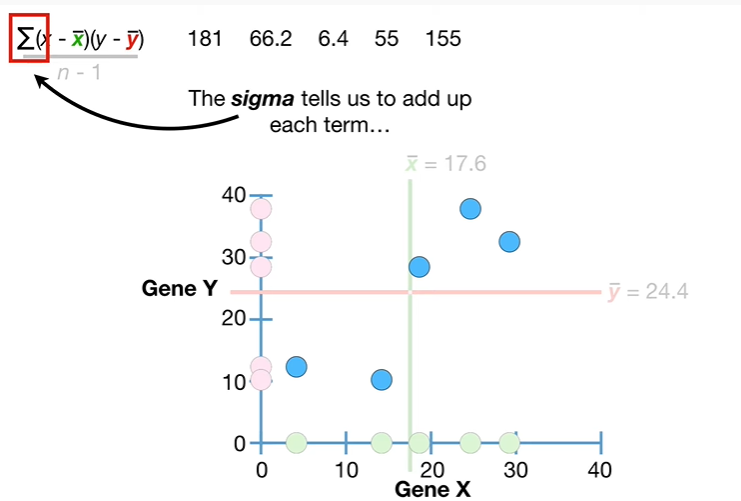 ∑(x - x̅)(y - y̅) 181 66.2 6.4 55 155
n - 1
The sigma tells us to add up
each term…
x̅ = 17.6
40
30
Gene Y
y̅ = 24.4
20
10
0
0 10 20 30 40
Gene X